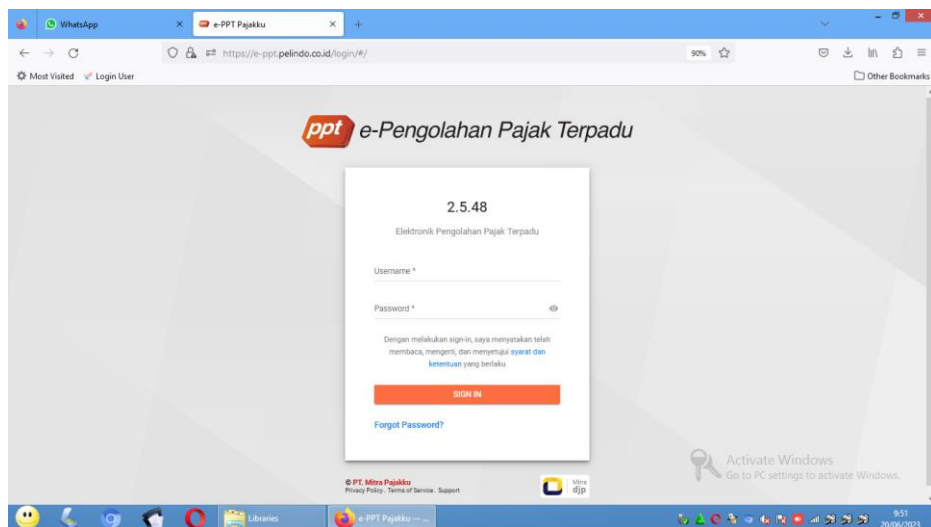 WhatsApp
e-PPT Pajakku
https://e-ppt.pelindo.co.id/login/#/
90%
Most Visited
Login User
Other Bookmarks
ppt e-Pengolahan Pajak Terpadu
2.5.48
Elektronik Pengolahan Pajak Terpadu
Username *
Password *
Dengan melakukan sign-in, saya menyatakan telah
membaca, mengerti, dan menyetujui syarat dan
ketentuan yang berlaku
SIGN IN
Forgot Password?
© PT. Mitra Pajakku
Privacy Policy. Terms of Service. Support
Mitra
djp
Activate Windows
Go to PC settings to activate Windows.
Libraries
e-PPT Pajakku — ...
9:51
20/06/2023